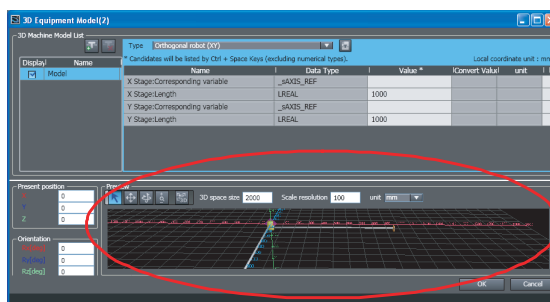 3D Equipment Model(2)
3D Machine Model List
Type Orthogonal robot (XY)
* Candidates will be listed by Ctrl + Space Keys (excluding numerical types). Local coordinate unit : mm
Display/ Name
Model
Name Data Type Value * (Convert Value) unit
X Stage:Corresponding variable _sAXIS_REF
X Stage:Length LREAL 1000
Y Stage:Corresponding variable _sAXIS_REF
Y Stage:Length LREAL 1000
Present position
0
Y 0
Z 0
Orientation
0
Ry[deg] 0
Rz[deg] 0
Preview
3D space size 2000 Scale resolution 100 unit mm
OK Cancel